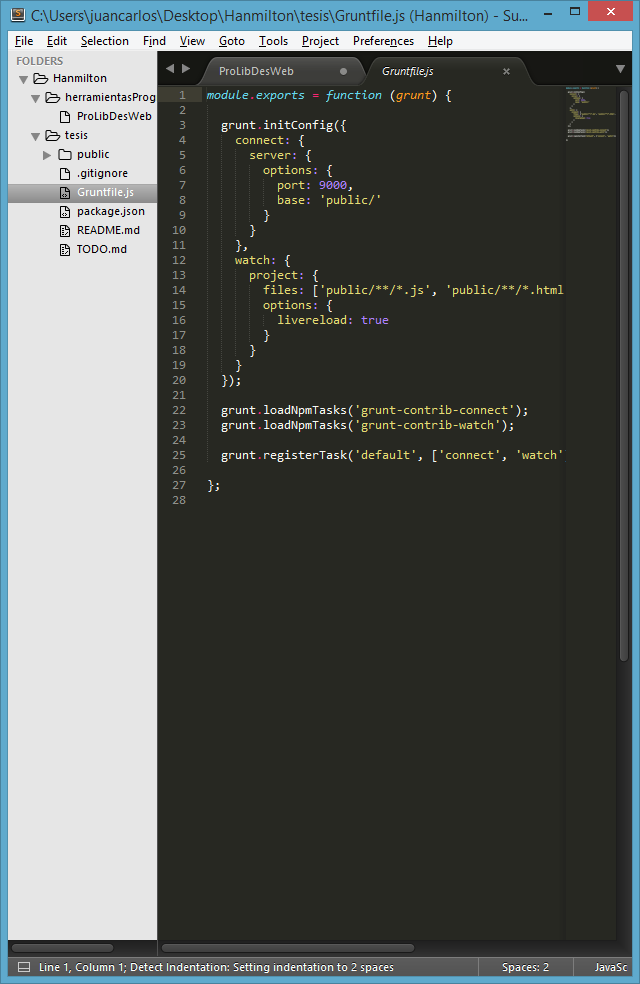 C:\Users\juancarlos\Desktop\Hanmilton\tesis\Gruntfile.js (Hanmilton) - Su...
File Edit Selection Find View Goto Tools Project Preferences Help
FOLDERS
Hanmilton
herramientasProg
ProLibDesWeb
tesis
public
.gitignore
Gruntfile.js
package.json
README.md
TODO.md
ProLibDesWeb Gruntfile.js
1 module.exports = function (grunt) {
2
3 grunt.initConfig({
4 connect: {
5 server: {
6 options: {
7 port: 9000,
8 base: 'public/'
9 }
10 }
11 },
12 watch: {
13 project: {
14 files: ['public/**/*.js', 'public/**/*.html
15 options: {
16 livereload: true
17 }
18 }
19 }
20 });
21
22 grunt.loadNpmTasks('grunt-contrib-connect');
23 grunt.loadNpmTasks('grunt-contrib-watch');
24
25 grunt.registerTask('default', ['connect', 'watch'
26
27 };
28
Line 1, Column 1; Detect Indentation: Setting indentation to 2 spaces
Spaces: 2
JavaSc